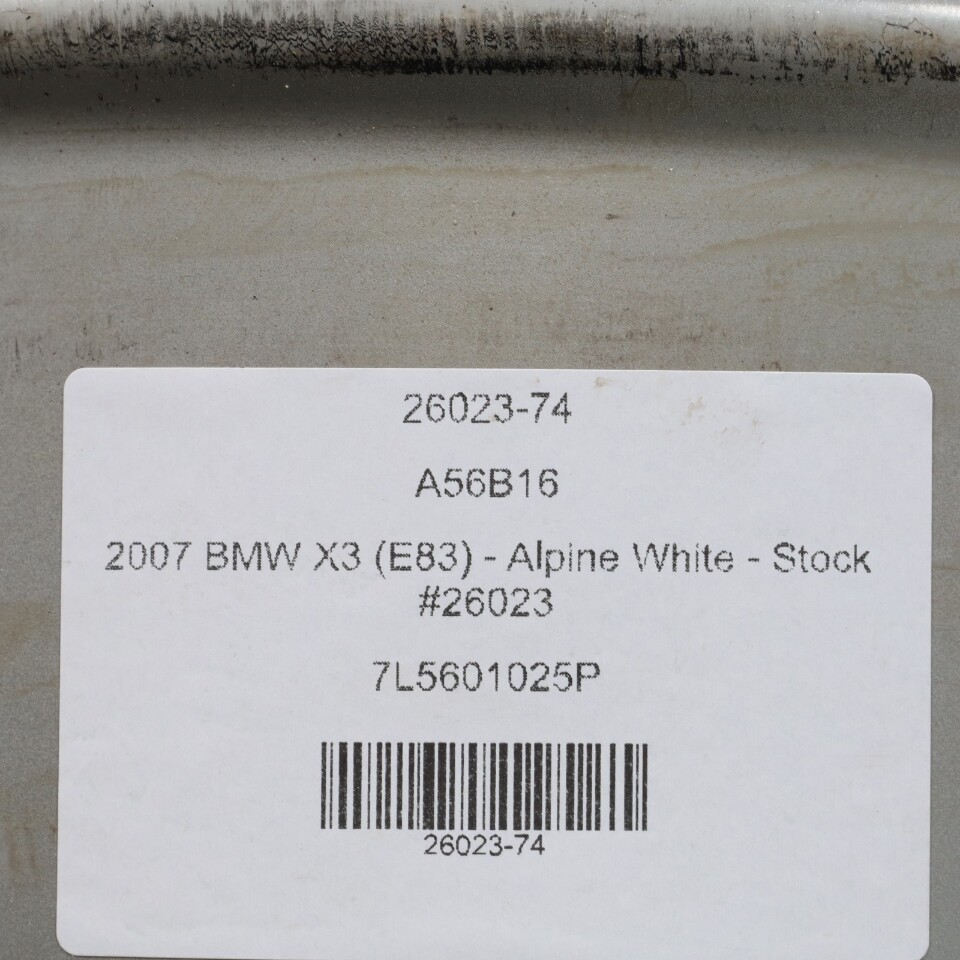 26023-74
A56B16
2007 BMW X3 (E83) - Alpine White - Stock
#26023
7L5601025P
26023-74